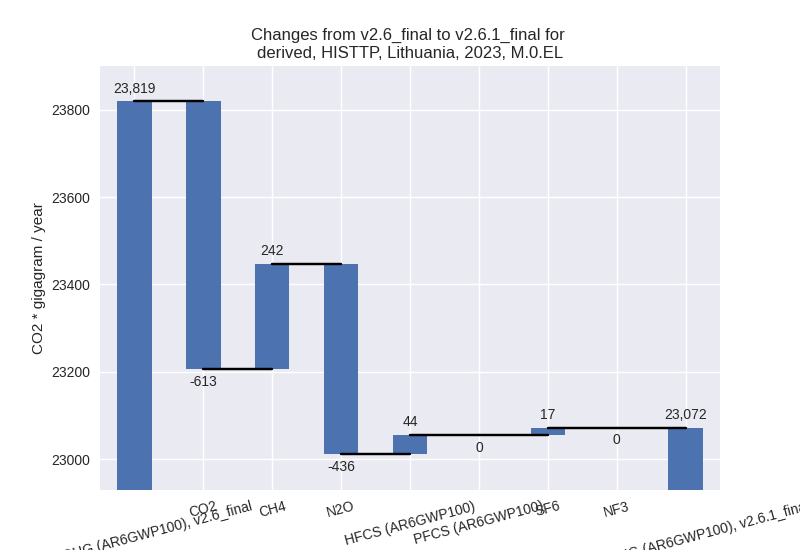 Changes from v2.6_final to v2.6.1_final for
derived, HISTTP, Lithuania, 2023, M.0.EL
CO2 * gigagram / year
23800
23600
23400
23200
23000
23,819
-613
242
-436
44
0
17
0
23,072
(AR6GWP100), v2.6_final
CO2
CH4
N2O
HFCS (AR6GWP100)
PFCS (AR6GWP100)
SF6
NF3
(AR6GWP100), v2.6.1_fina